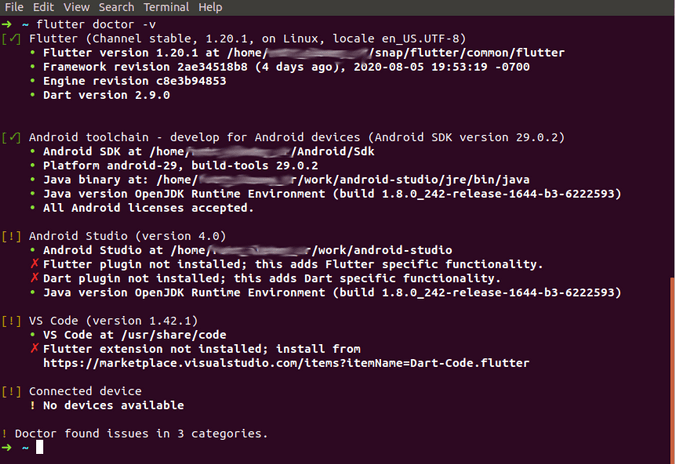 File Edit View Search Terminal Help
➜ ~ flutter doctor -v
[✓] Flutter (Channel stable, 1.20.1, on Linux, locale en_US.UTF-8)
• Flutter version 1.20.1 at /home/ /snap/flutter/common/flutter
• Framework revision 2ae34518b8 (4 days ago), 2020-08-05 19:53:19 -0700
• Engine revision c8e3b94853
• Dart version 2.9.0
[✓] Android toolchain - develop for Android devices (Android SDK version 29.0.2)
• Android SDK at /home/ /Android/Sdk
• Platform android-29, build-tools 29.0.2
• Java binary at: /home/ r/work/android-studio/jre/bin/java
• Java version OpenJDK Runtime Environment (build 1.8.0_242-release-1644-b3-6222593)
• All Android licenses accepted.
[!] Android Studio (version 4.0)
• Android Studio at /home/ r/work/android-studio
✗ Flutter plugin not installed; this adds Flutter specific functionality.
✗ Dart plugin not installed; this adds Dart specific functionality.
• Java version OpenJDK Runtime Environment (build 1.8.0_242-release-1644-b3-6222593)
[!] VS Code (version 1.42.1)
• VS Code at /usr/share/code
✗ Flutter extension not installed; install from
https://marketplace.visualstudio.com/items?itemName=Dart-Code.flutter
[!] Connected device
! No devices available
! Doctor found issues in 3 categories.
➜ ~